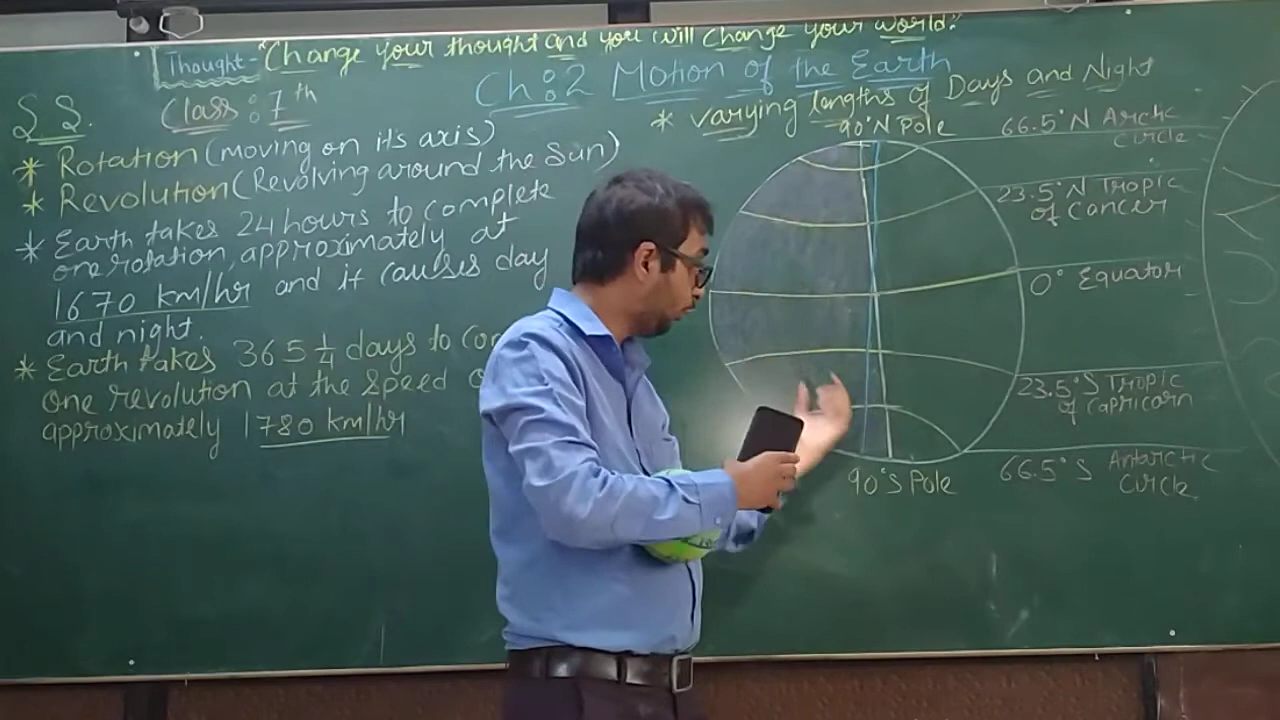 Thought - "Change your thought and you will change your world."
Ch:2 Motion of the Earth
S S.
Class : 7th
* Rotation (moving on its axis)
* Revolution (Revolving around the Sun)
* Earth takes 24 hours to complete
one rotation, approximately at
1670 km/hr and it causes day
and night.
* Earth takes 365 1/4 days to
one revolution at the speed
approximately 1780 km/hr
* varying lengths of Days and Night
90°N Pole
66.5°N Arctic
Circle
23.5°N Tropic
of Cancer
0° Equator
23.5°S Tropic
of Capricorn
66.5°S Antarctic
Circle
90°S Pole